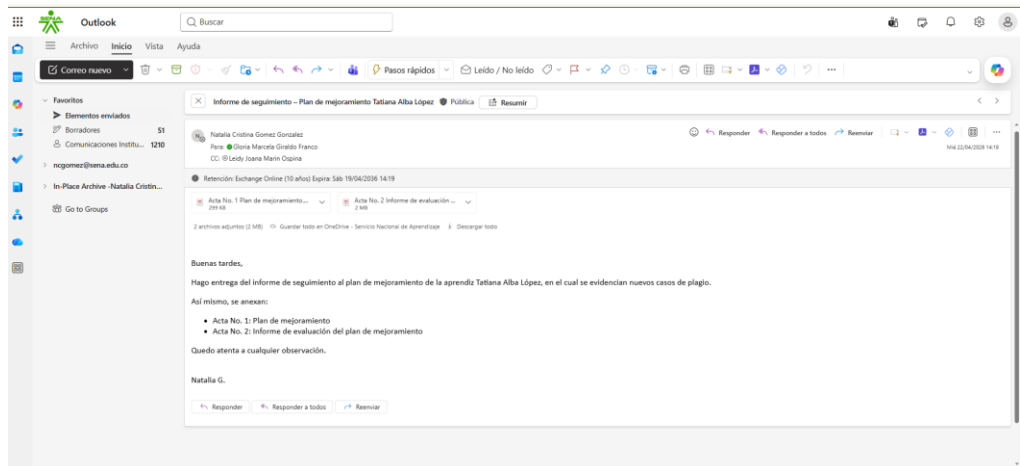 SENA
Outlook
Buscar
Archivo Inicio Vista Ayuda
Correo nuevo
Pasos rápidos
Leído / No leído
Favoritos
Elementos enviados
Borradores 51
Comunicaciones Institu... 1210
ncgomez@sena.edu.co
In-Place Archive -Natalia Cristin...
Go to Groups
Informe de seguimiento – Plan de mejoramiento Tatiana Alba López Pública Resumir
Natalia Cristina Gomez Gonzalez
Para: Gloria Marcela Giraldo Franco
CC: Leidy Joana Marin Ospina
Responder Responder a todos Reenviar
Mié 22/04/2026 14:19
Retención: Exchange Online (10 años) Expira: Sáb 19/04/2036 14:19
Acta No. 1 Plan de mejoramiento...
299 KB
Acta No. 2 Informe de evaluación ...
2 MB
2 archivos adjuntos (2 MB) Guardar todo en OneDrive - Servicio Nacional de Aprendizaje Descargar todo
Buenas tardes,
Hago entrega del informe de seguimiento al plan de mejoramiento de la aprendiz Tatiana Alba López, en el cual se evidencian nuevos casos de plagio.
Así mismo, se anexan:
• Acta No. 1: Plan de mejoramiento
• Acta No. 2: Informe de evaluación del plan de mejoramiento
Quedo atenta a cualquier observación.
Natalia G.
Responder Responder a todos Reenviar